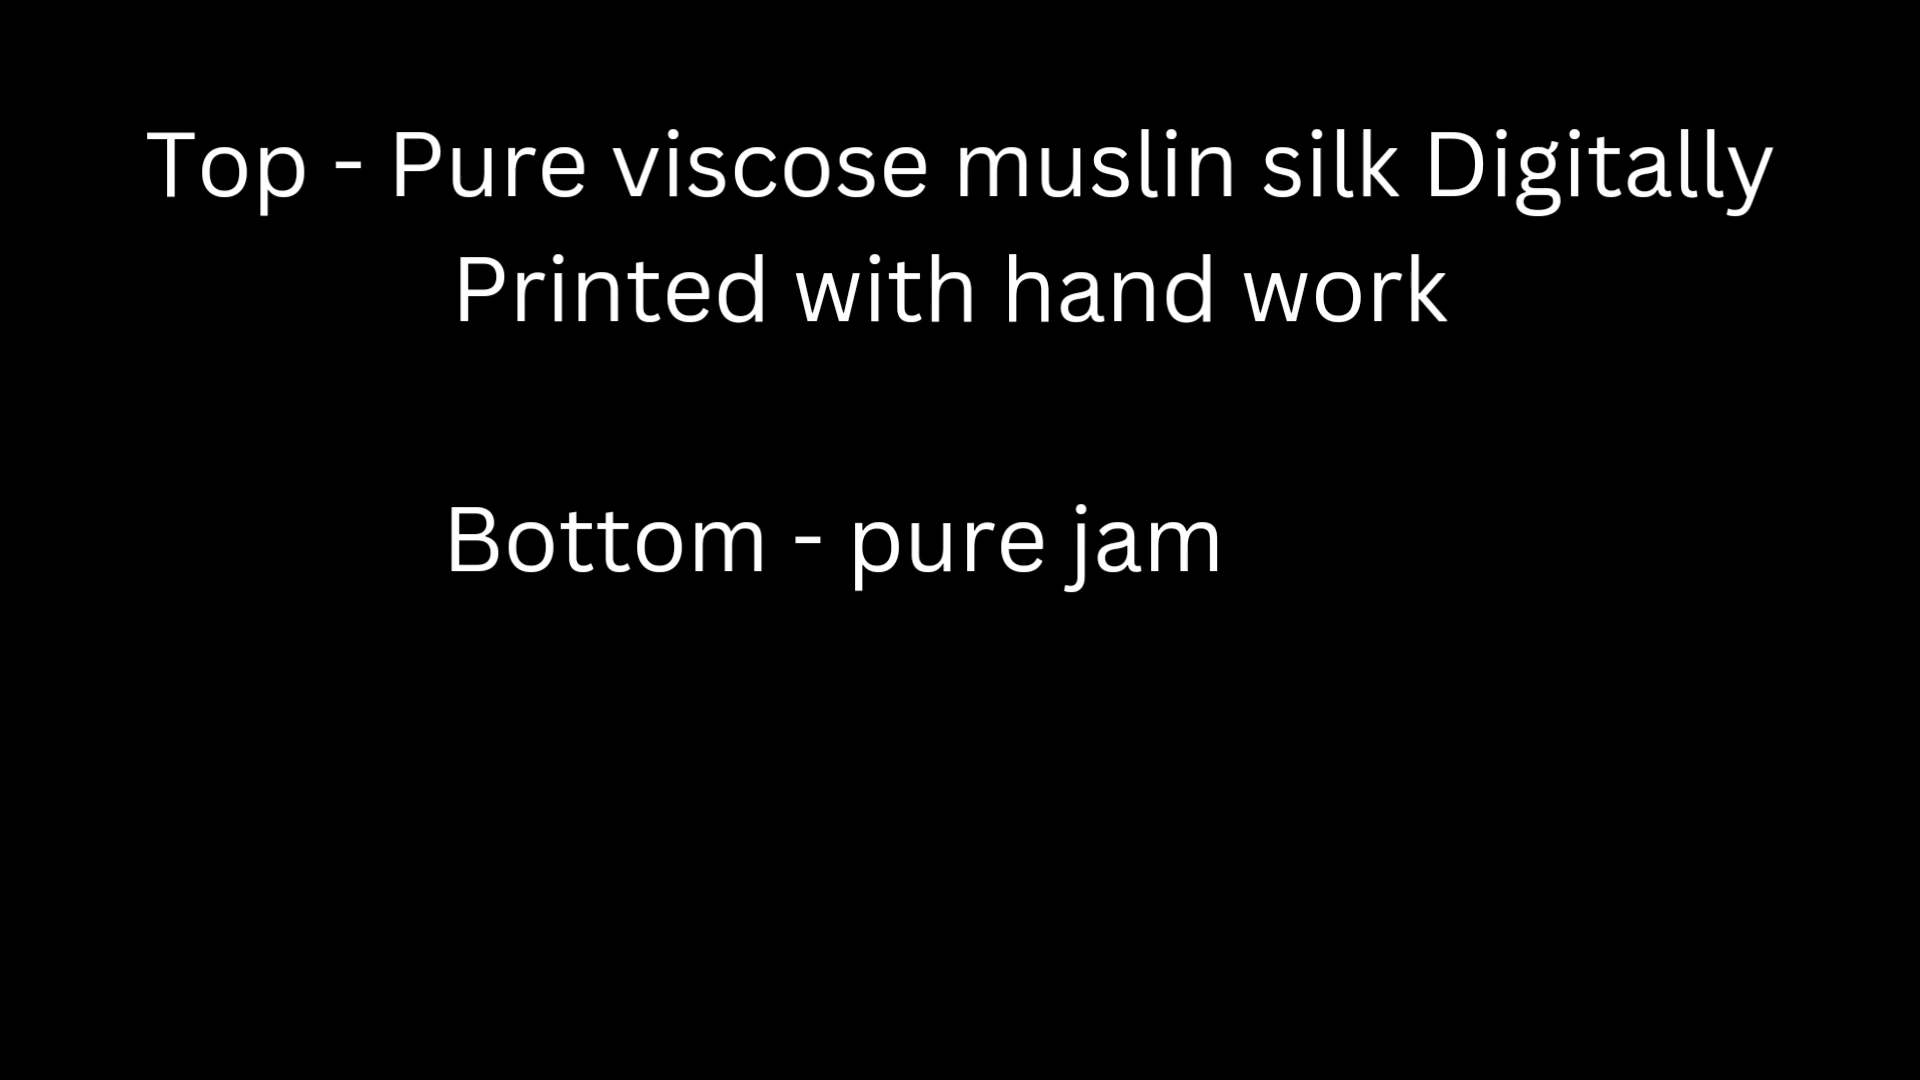 Top - Pure viscose muslin silk Digitally
Printed with hand work
Bottom - pure jam